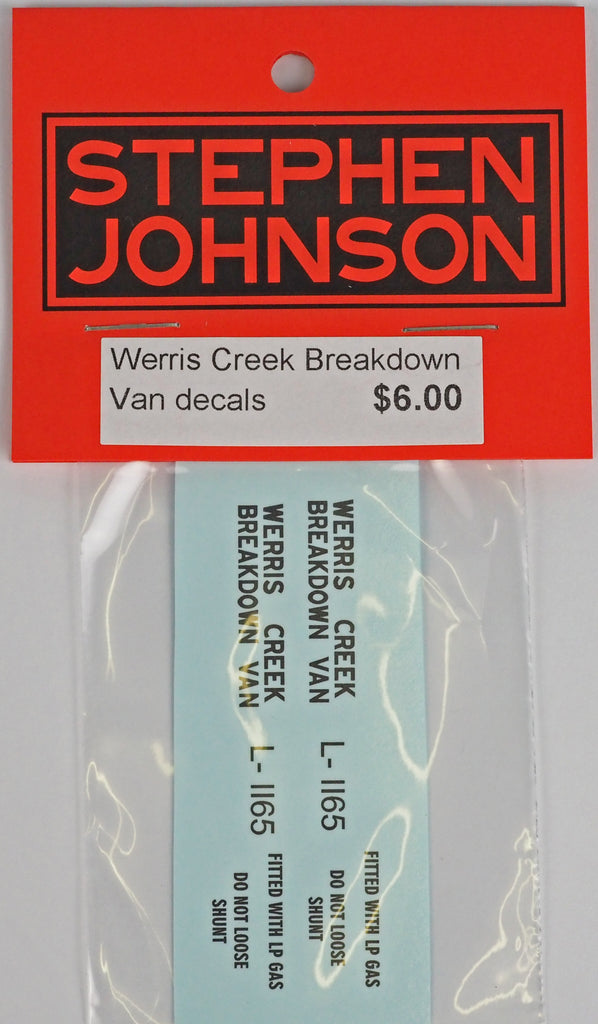 STEPHEN
JOHNSON
Werris Creek Breakdown
Van decals $6.00
WERRIS CREEK
BREAKDOWN VAN
L-1165
FITTED WITH LP GAS
DO NOT LOOSE
SHUNT
WERRIS CREEK
BREAKDOWN VAN
L-1165
FITTED WITH LP GAS
DO NOT LOOSE
SHUNT